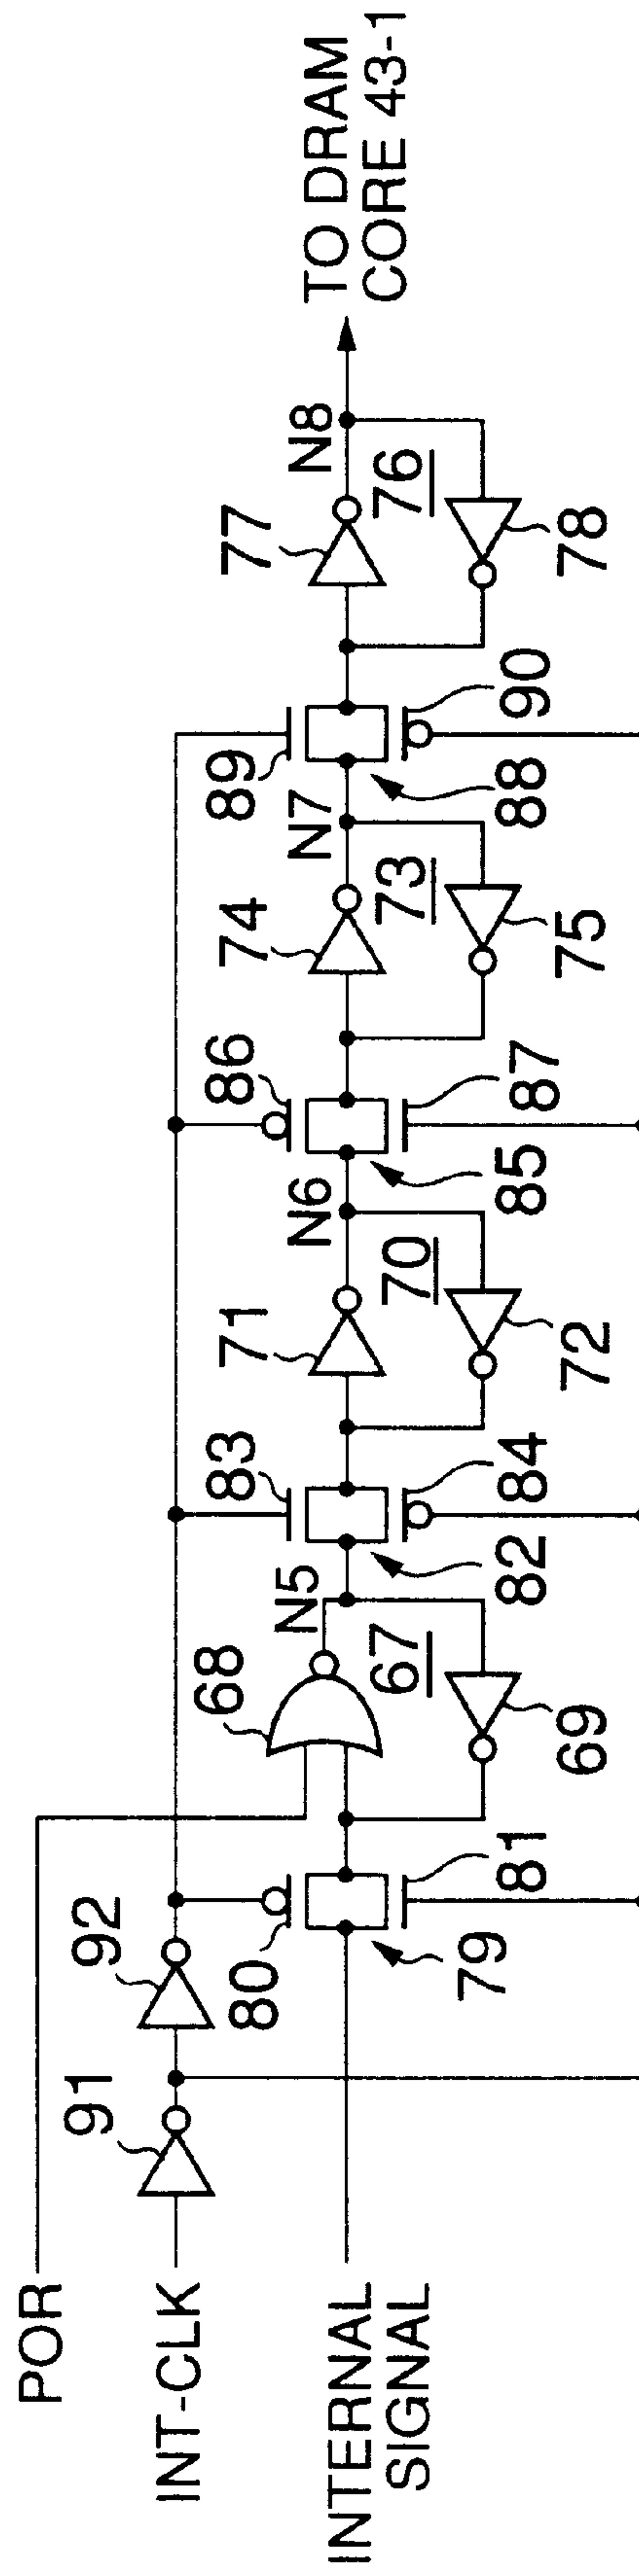 POR
INT-CLK
INTERNAL
SIGNAL
91
92
80
79
81
68
67
69
N5
83
82
84
71
70
72
N6
86
85
87
74
73
75
N7
89
88
90
77
76
78
N8
TO DRAM
CORE 43-1